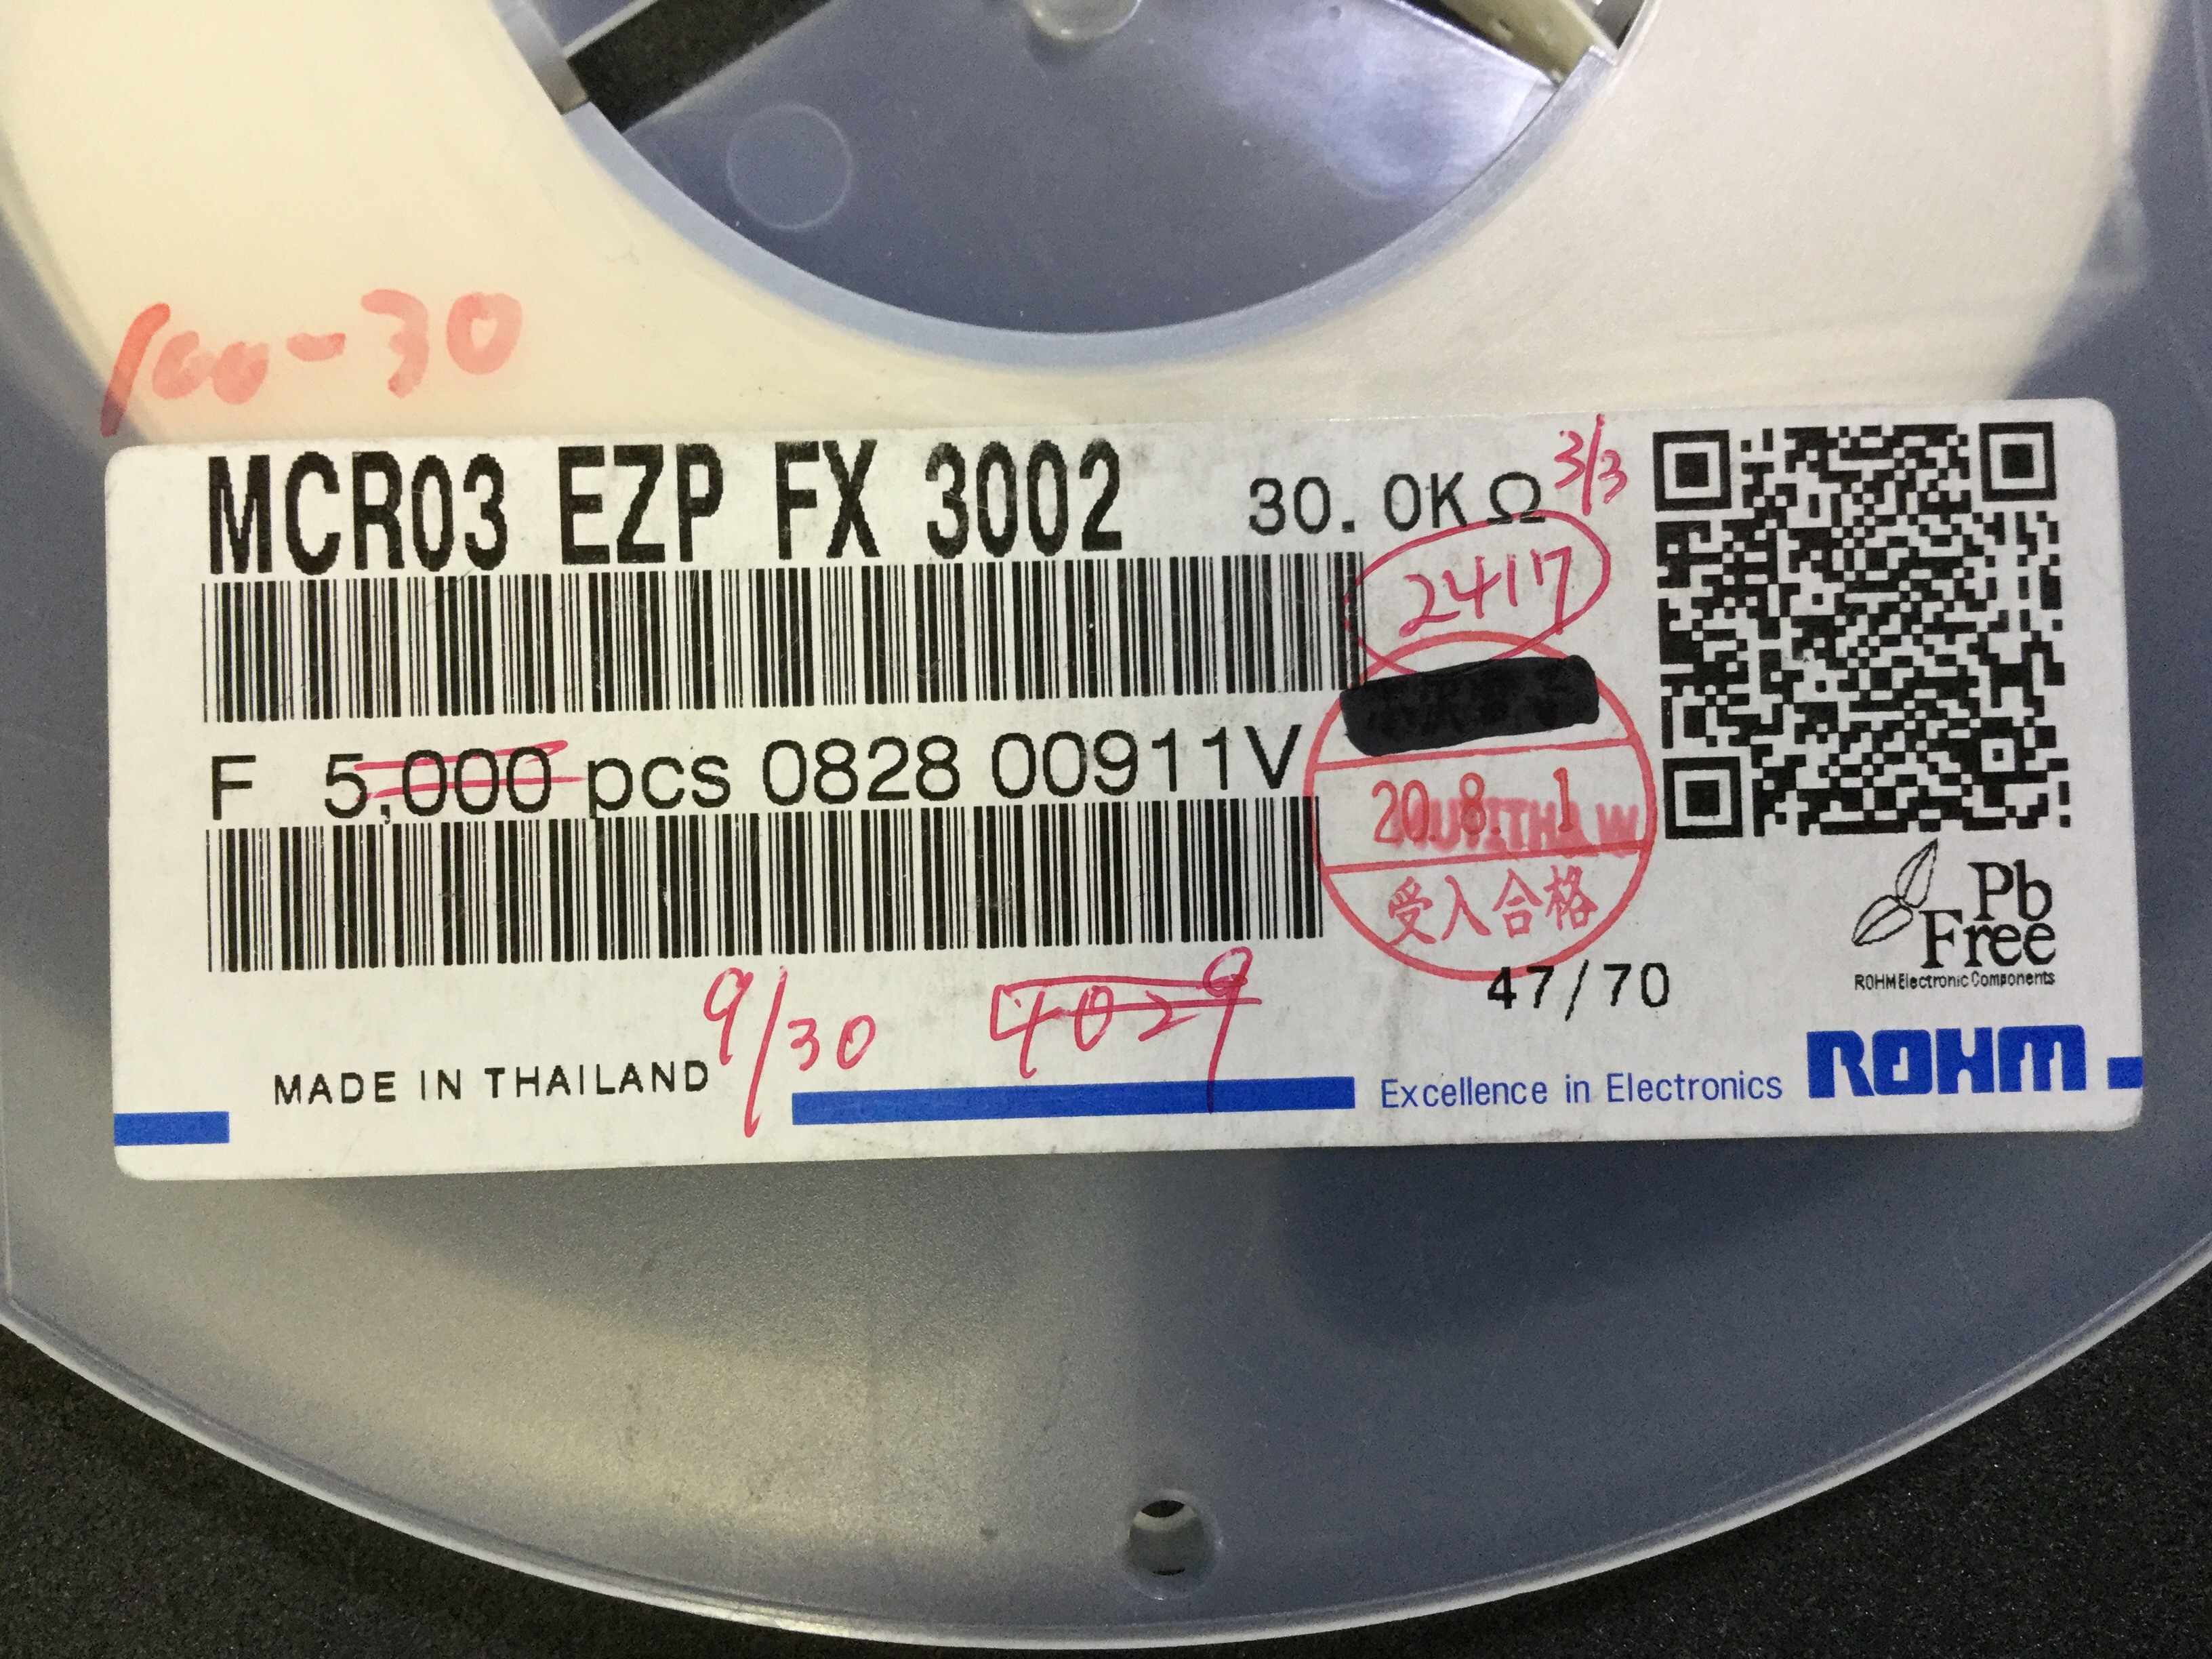 100-30
MCR03 EZP FX 3002 30.0KΩ 3/3
2417
F 5,000 pcs 0828 00911V
20.8.1
受入合格
47/70
Pb
Free
ROHM Electronic Components
9/30 4029
MADE IN THAILAND
Excellence in Electronics ROHM